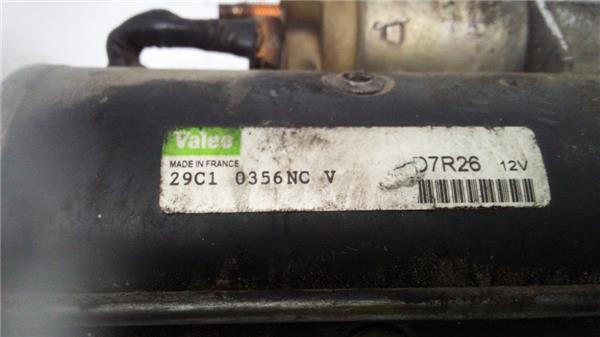 Valeo
MADE IN FRANCE
29C1 0356NC V
D7R26 12V